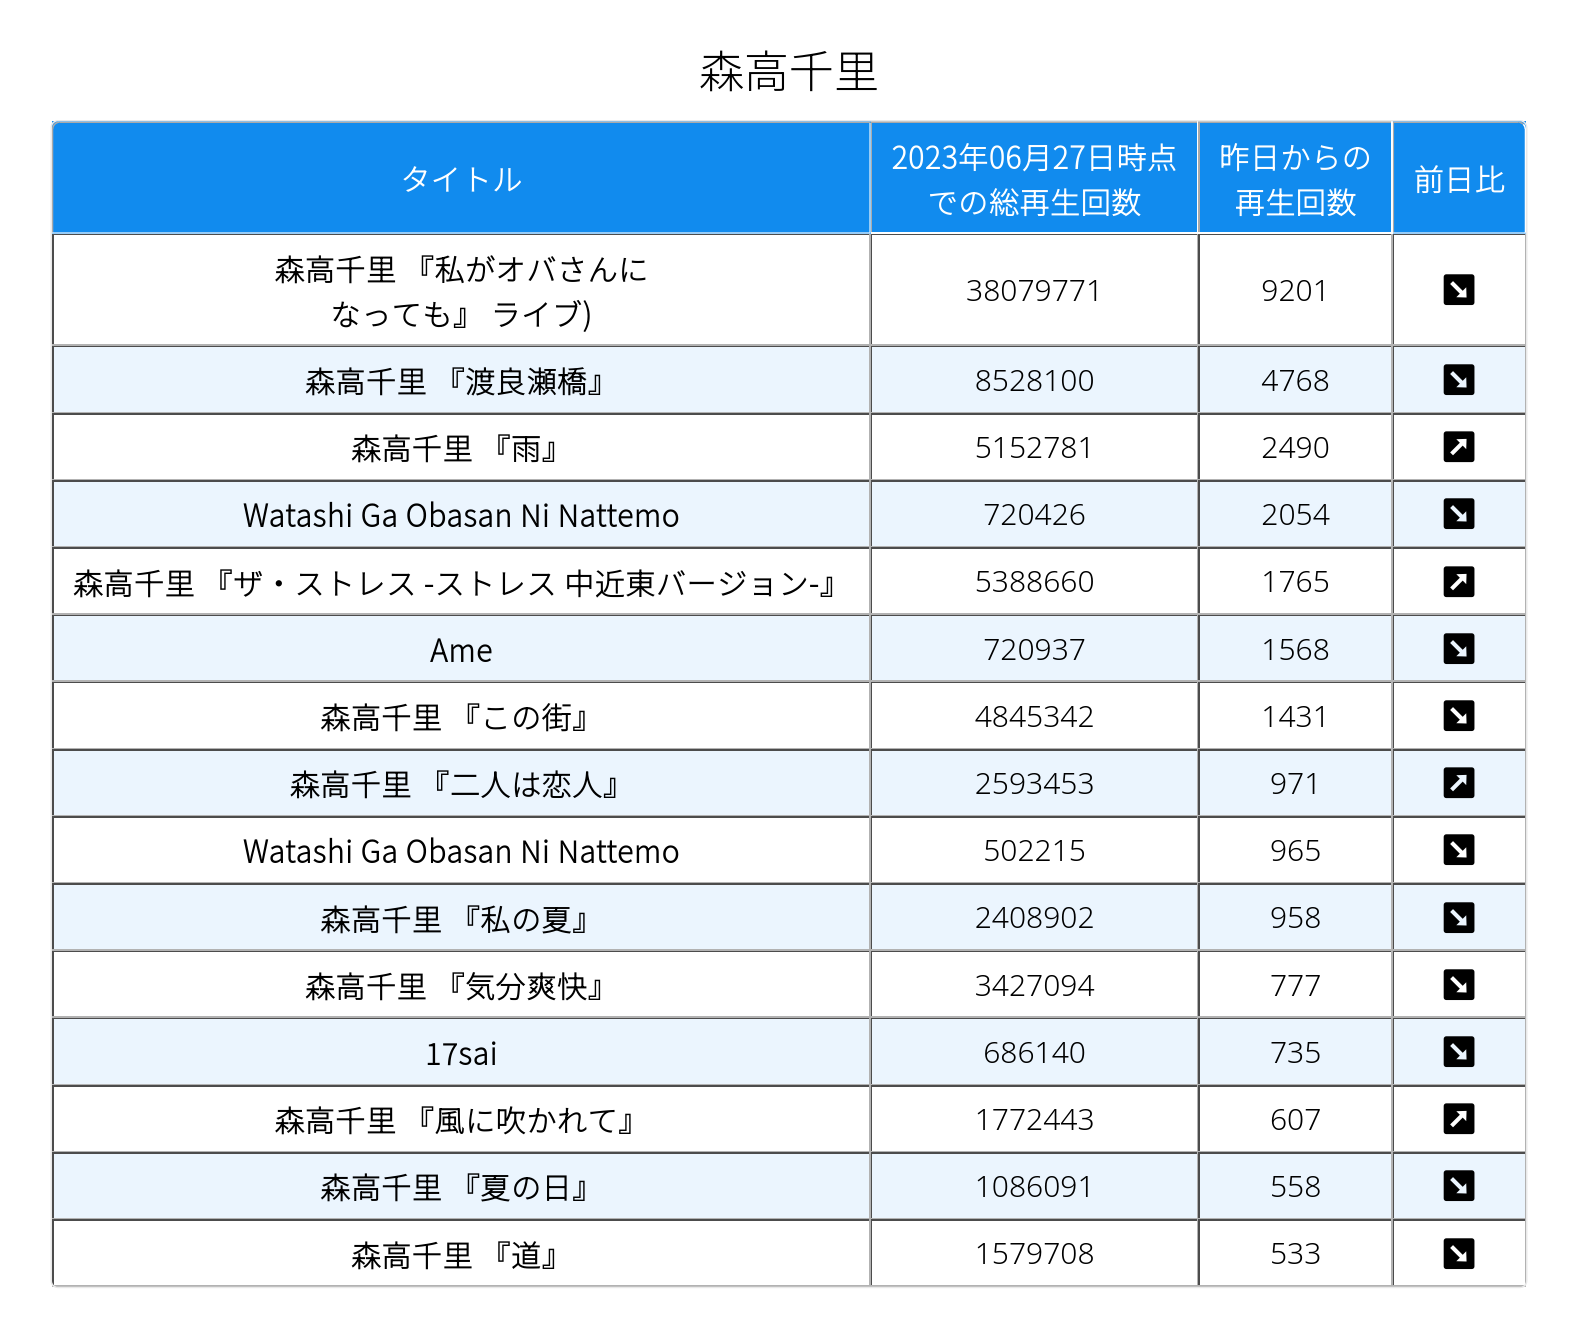 森高千里
タイトル
2023年06月27日時点
での総再生回数
昨日からの
再生回数
前日比
森高千里 『私がオバさんに
なっても』 ライブ)
38079771
9201
森高千里 『渡良瀬橋』
8528100
4768
森高千里 『雨』
5152781
2490
Watashi Ga Obasan Ni Nattemo
720426
2054
森高千里 『ザ・ストレス -ストレス 中近東バージョン-』
5388660
1765
Ame
720937
1568
森高千里 『この街』
4845342
1431
森高千里 『二人は恋人』
2593453
971
Watashi Ga Obasan Ni Nattemo
502215
965
森高千里 『私の夏』
2408902
958
森高千里 『気分爽快』
3427094
777
17sai
686140
735
森高千里 『風に吹かれて』
1772443
607
森高千里 『夏の日』
1086091
558
森高千里 『道』
1579708
533